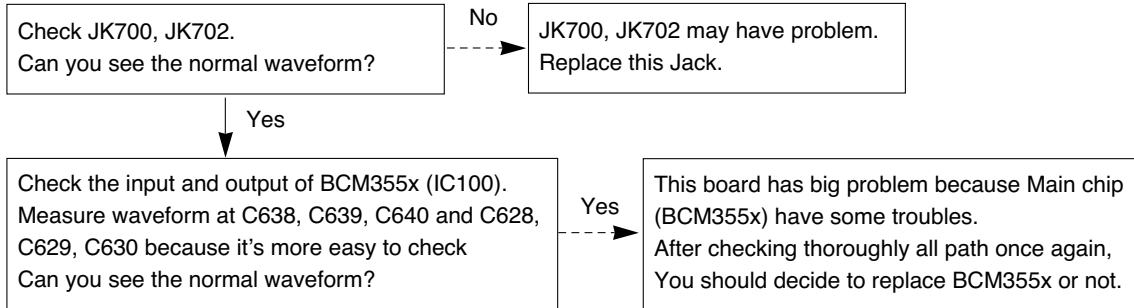 Check JK700, JK702.
Can you see the normal waveform?
No
JK700, JK702 may have problem.
Replace this Jack.
Yes
Check the input and output of BCM355x (IC100).
Measure waveform at C638, C639, C640 and C628,
C629, C630 because it's more easy to check
Can you see the normal waveform?
Yes
This board has big problem because Main chip
(BCM355x) have some troubles.
After checking thoroughly all path once again,
You should decide to replace BCM355x or not.